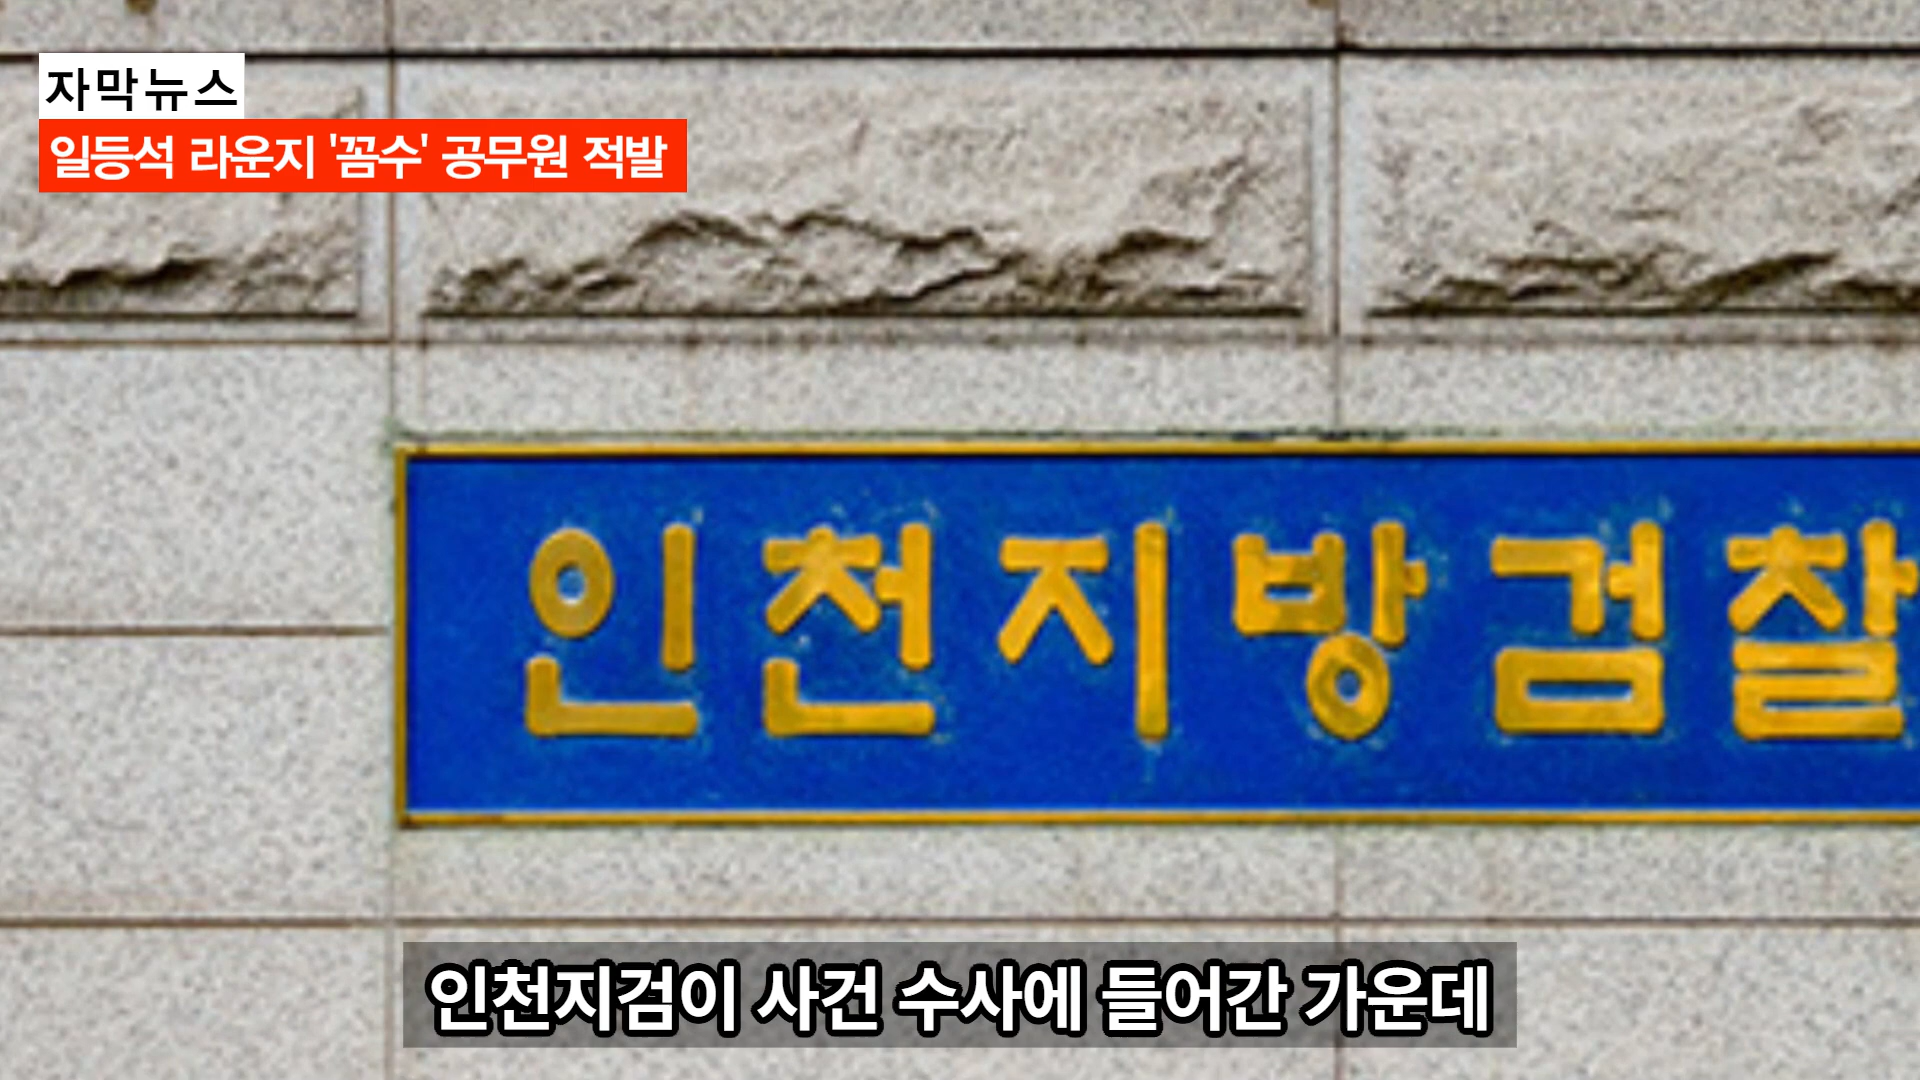 자막뉴스
일등석 라운지 '꼼수' 공무원 적발
인천지방검찰
인천지검이 사건 수사에 들어간 가운데